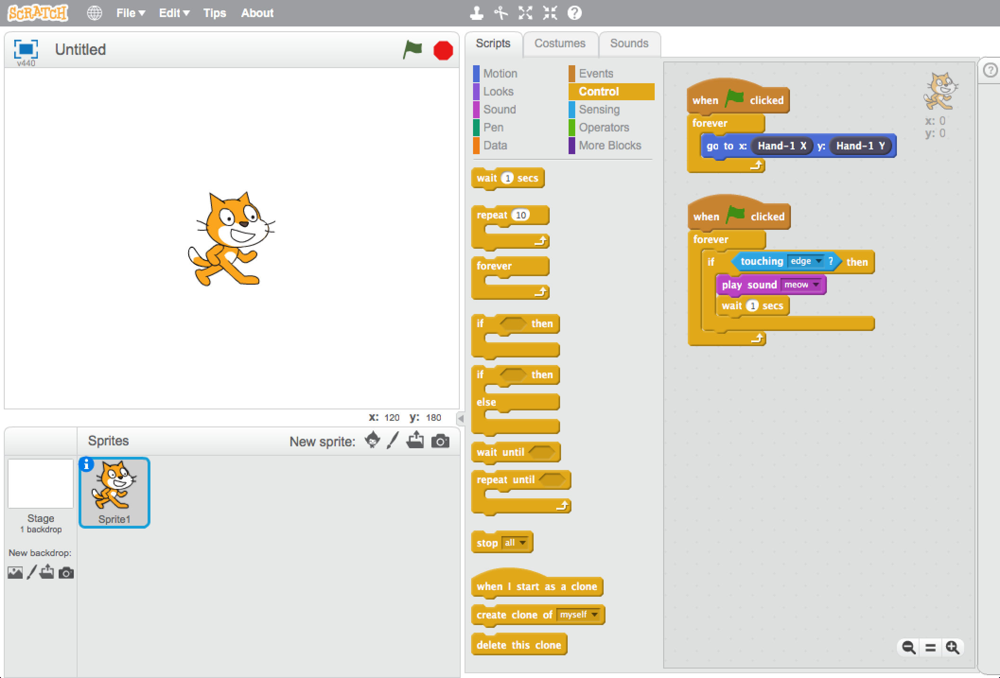 SCRATCH
File
Edit
Tips
About
?
v440
Untitled
x: 120 y: 180
Sprites
New sprite:
Stage
1 backdrop
New backdrop:
i
Sprite1
Scripts
Costumes
Sounds
Motion
Looks
Sound
Pen
Data
Events
Control
Sensing
Operators
More Blocks
wait 1 secs
repeat 10
forever
if then
if then
else
wait until
repeat until
stop all
when I start as a clone
create clone of myself
delete this clone
when clicked
forever
go to x: Hand-1 X y: Hand-1 Y
when clicked
forever
if touching edge ? then
play sound meow
wait 1 secs
x: 0
y: 0
?